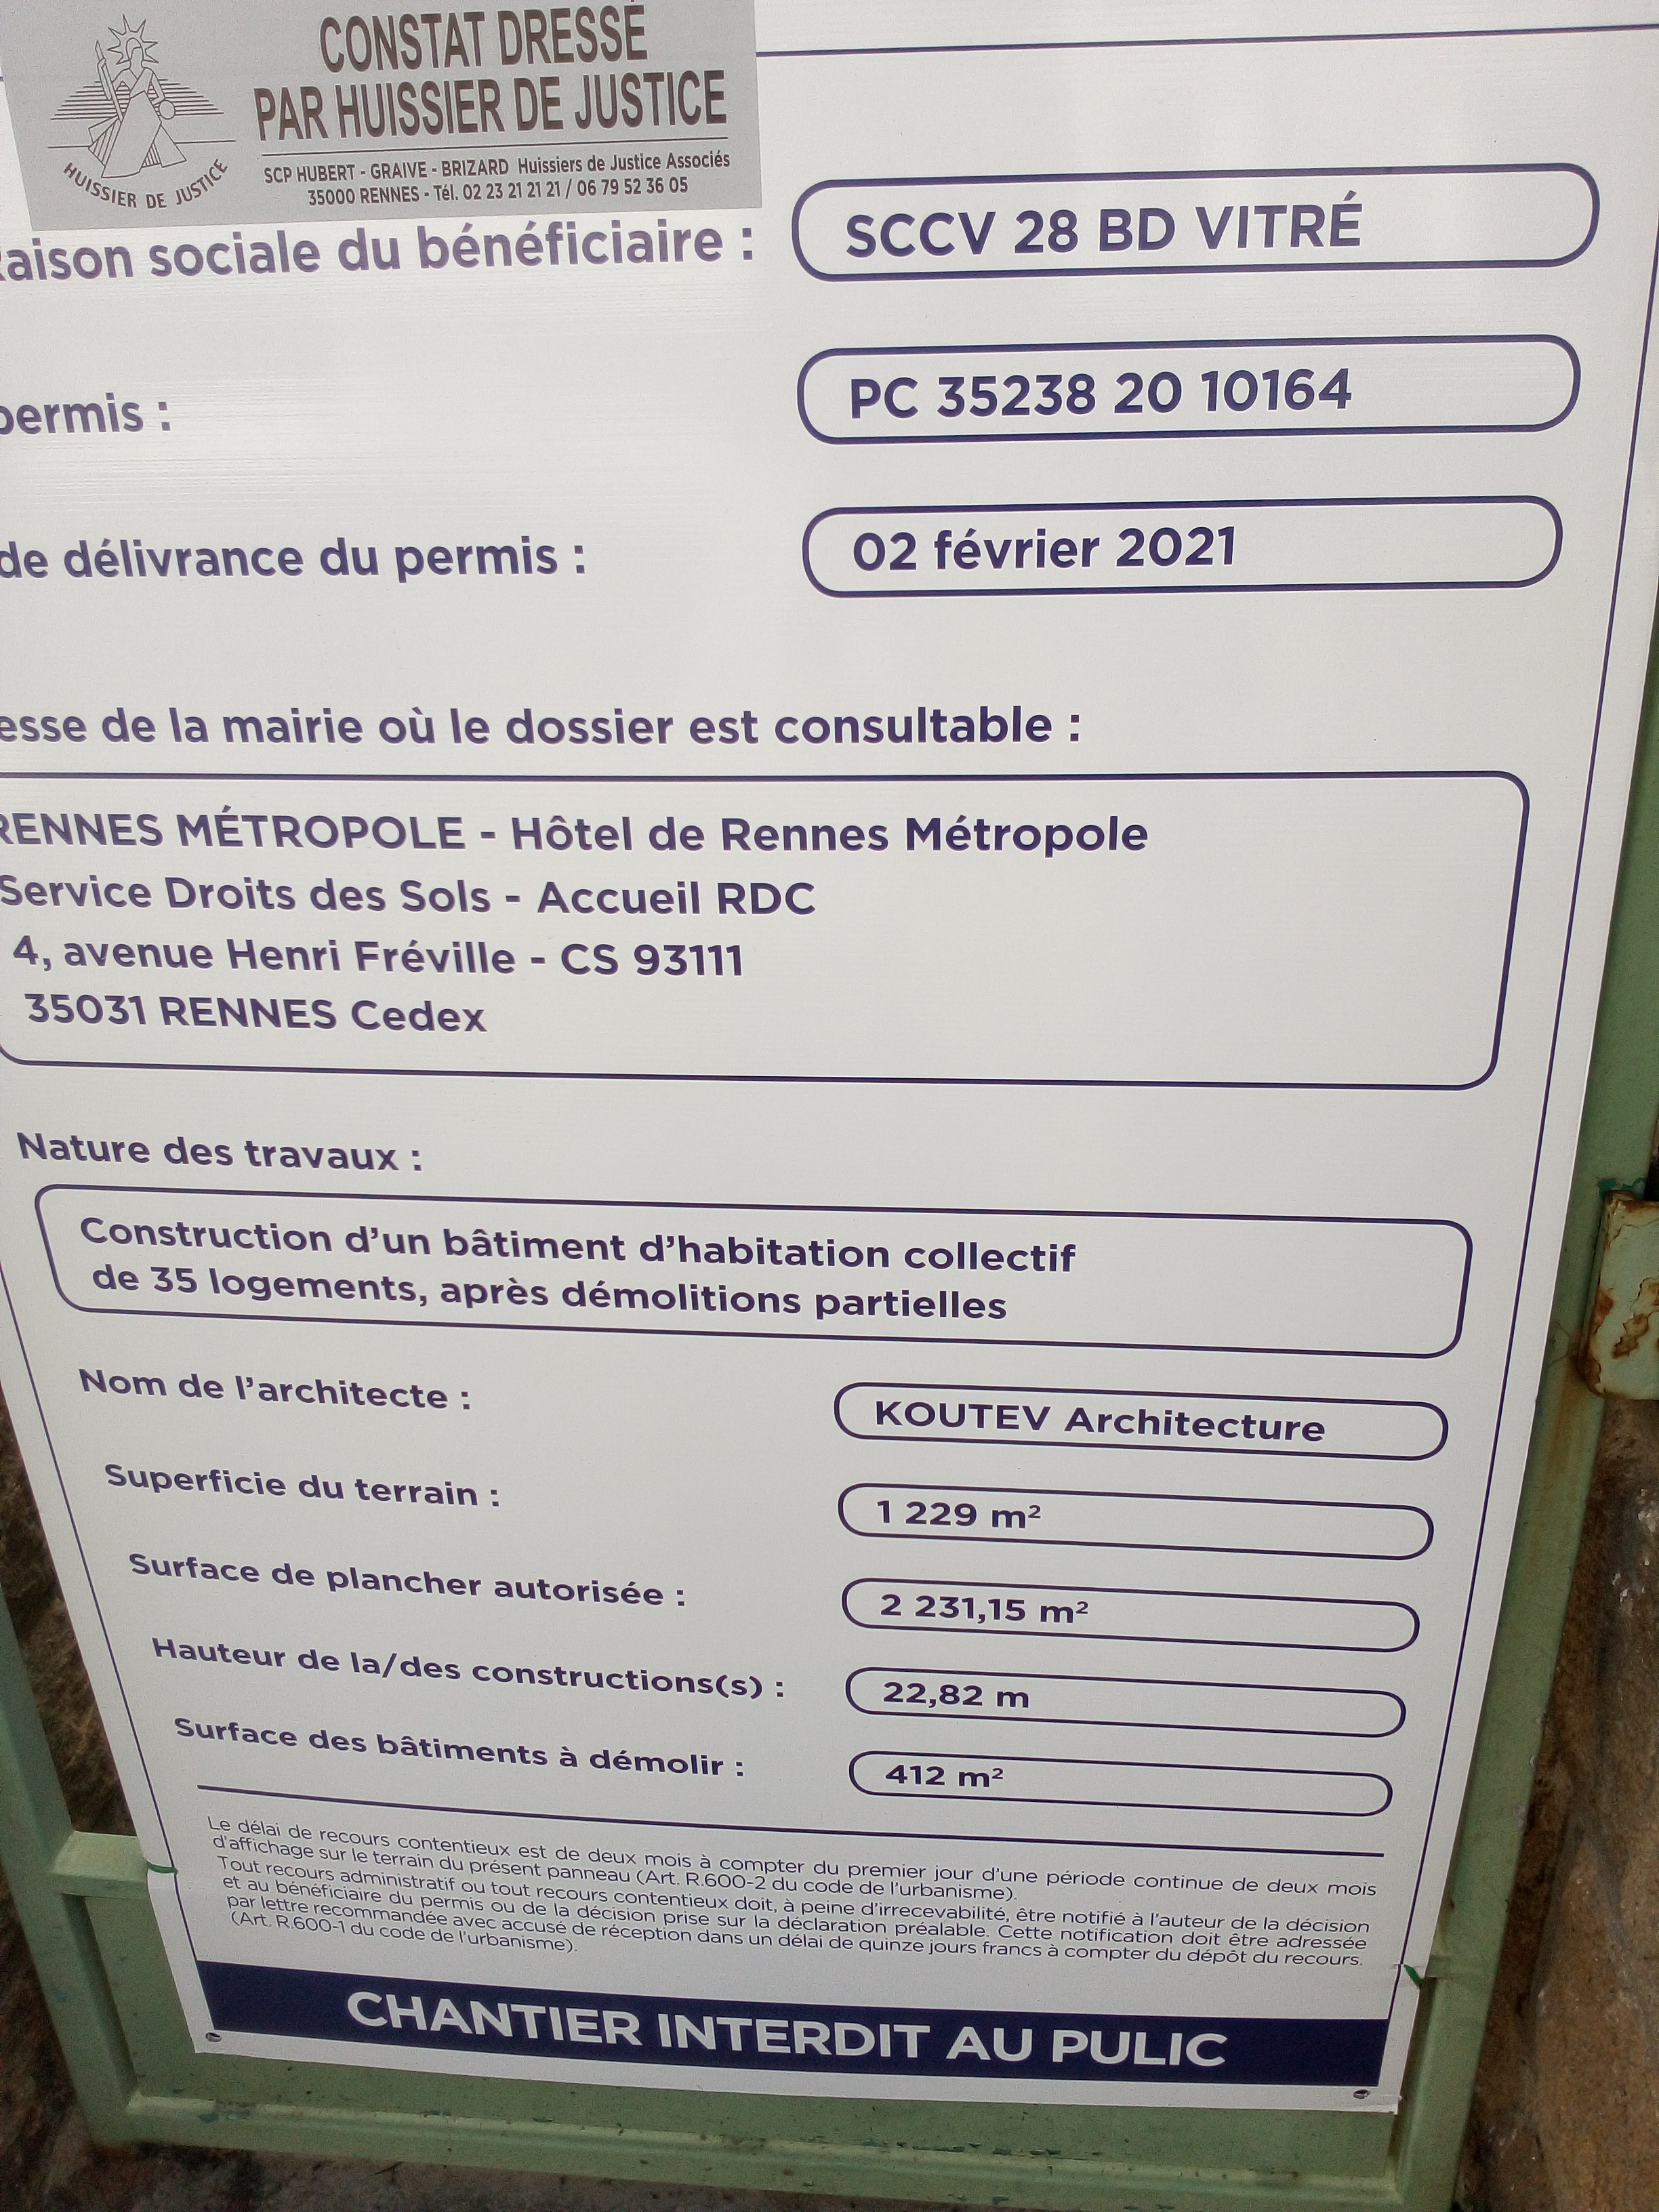 CONSTAT DRESSÉ
PAR HUISSIER DE JUSTICE
HUISSIER DE JUSTICE
SCP HUBERT - GRAIVE - BRIZARD Huissiers de Justice Associés
35000 RENNES - Tél. 02 23 21 21 21 / 06 79 52 36 05
Raison sociale du bénéficiaire : SCCV 28 BD VITRÉ
permis : PC 35238 20 10164
de délivrance du permis : 02 février 2021
esse de la mairie où le dossier est consultable :
RENNES MÉTROPOLE - Hôtel de Rennes Métropole
Service Droits des Sols - Accueil RDC
4, avenue Henri Fréville - CS 93111
35031 RENNES Cedex
Nature des travaux :
Construction d'un bâtiment d'habitation collectif
de 35 logements, après démolitions partielles
Nom de l'architecte : KOUTEV Architecture
Superficie du terrain : 1 229 m²
Surface de plancher autorisée : 2 231,15 m²
Hauteur de la/des constructions(s) : 22,82 m
Surface des bâtiments à démolir : 412 m²
Le délai de recours contentieux est de deux mois à compter du premier jour d'une période continue de deux mois
d'affichage sur le terrain du présent panneau (Art. R.600-2 du code de l'urbanisme).
Tout recours administratif ou tout recours contentieux doit, à peine d'irrecevabilité, être notifié à l'auteur de la décision
et au bénéficiaire du permis ou de la décision prise sur la déclaration préalable. Cette notification doit être adressée
par lettre recommandée avec accusé de réception dans un délai de quinze jours francs à compter du dépôt du recours.
(Art. R.600-1 du code de l'urbanisme).
CHANTIER INTERDIT AU PULIC